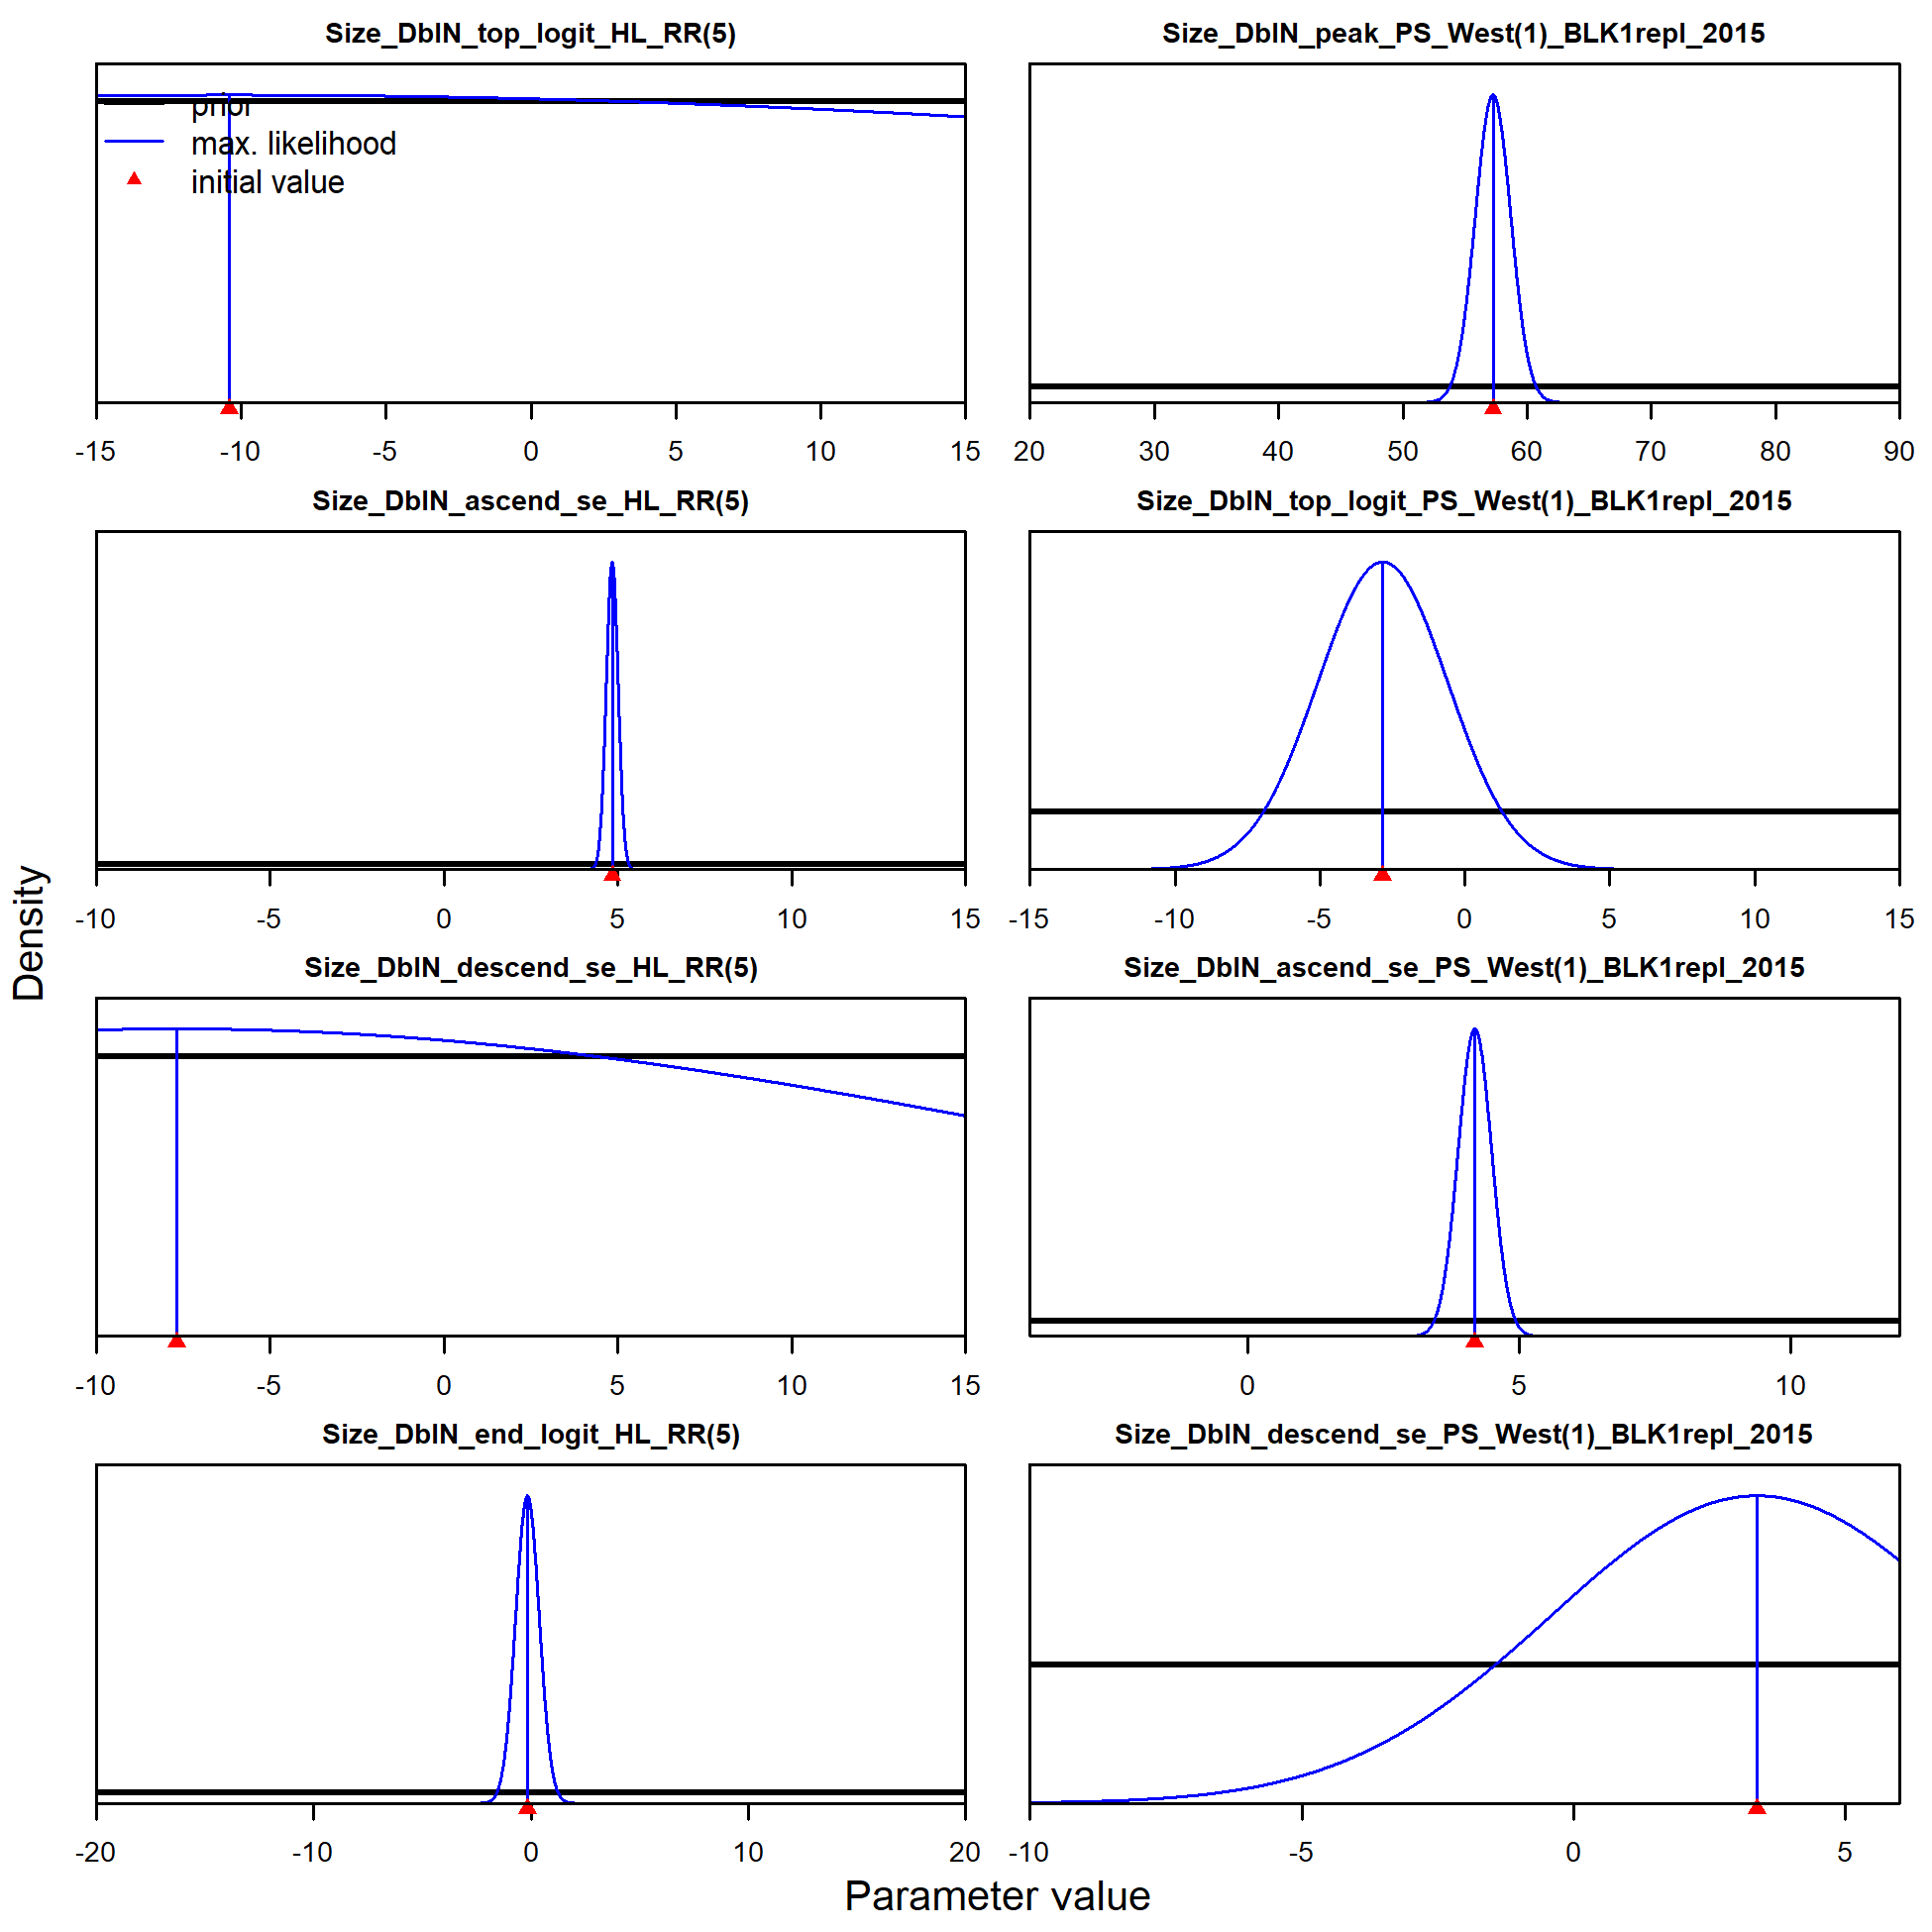 Size_DblN_top_logit_HL_RR(5)
prior
max. likelihood
initial value
-15 -10 -5 0 5 10 15
Size_DblN_peak_PS_West(1)_BLK1repl_2015
20 30 40 50 60 70 80 90
Size_DblN_ascend_se_HL_RR(5)
-10 -5 0 5 10 15
Size_DblN_top_logit_PS_West(1)_BLK1repl_2015
-15 -10 -5 0 5 10 15
Size_DblN_descend_se_HL_RR(5)
-10 -5 0 5 10 15
Size_DblN_ascend_se_PS_West(1)_BLK1repl_2015
0 5 10
Size_DblN_end_logit_HL_RR(5)
-20 -10 0 10 20
Size_DblN_descend_se_PS_West(1)_BLK1repl_2015
-10 -5 0 5
Density
Parameter value